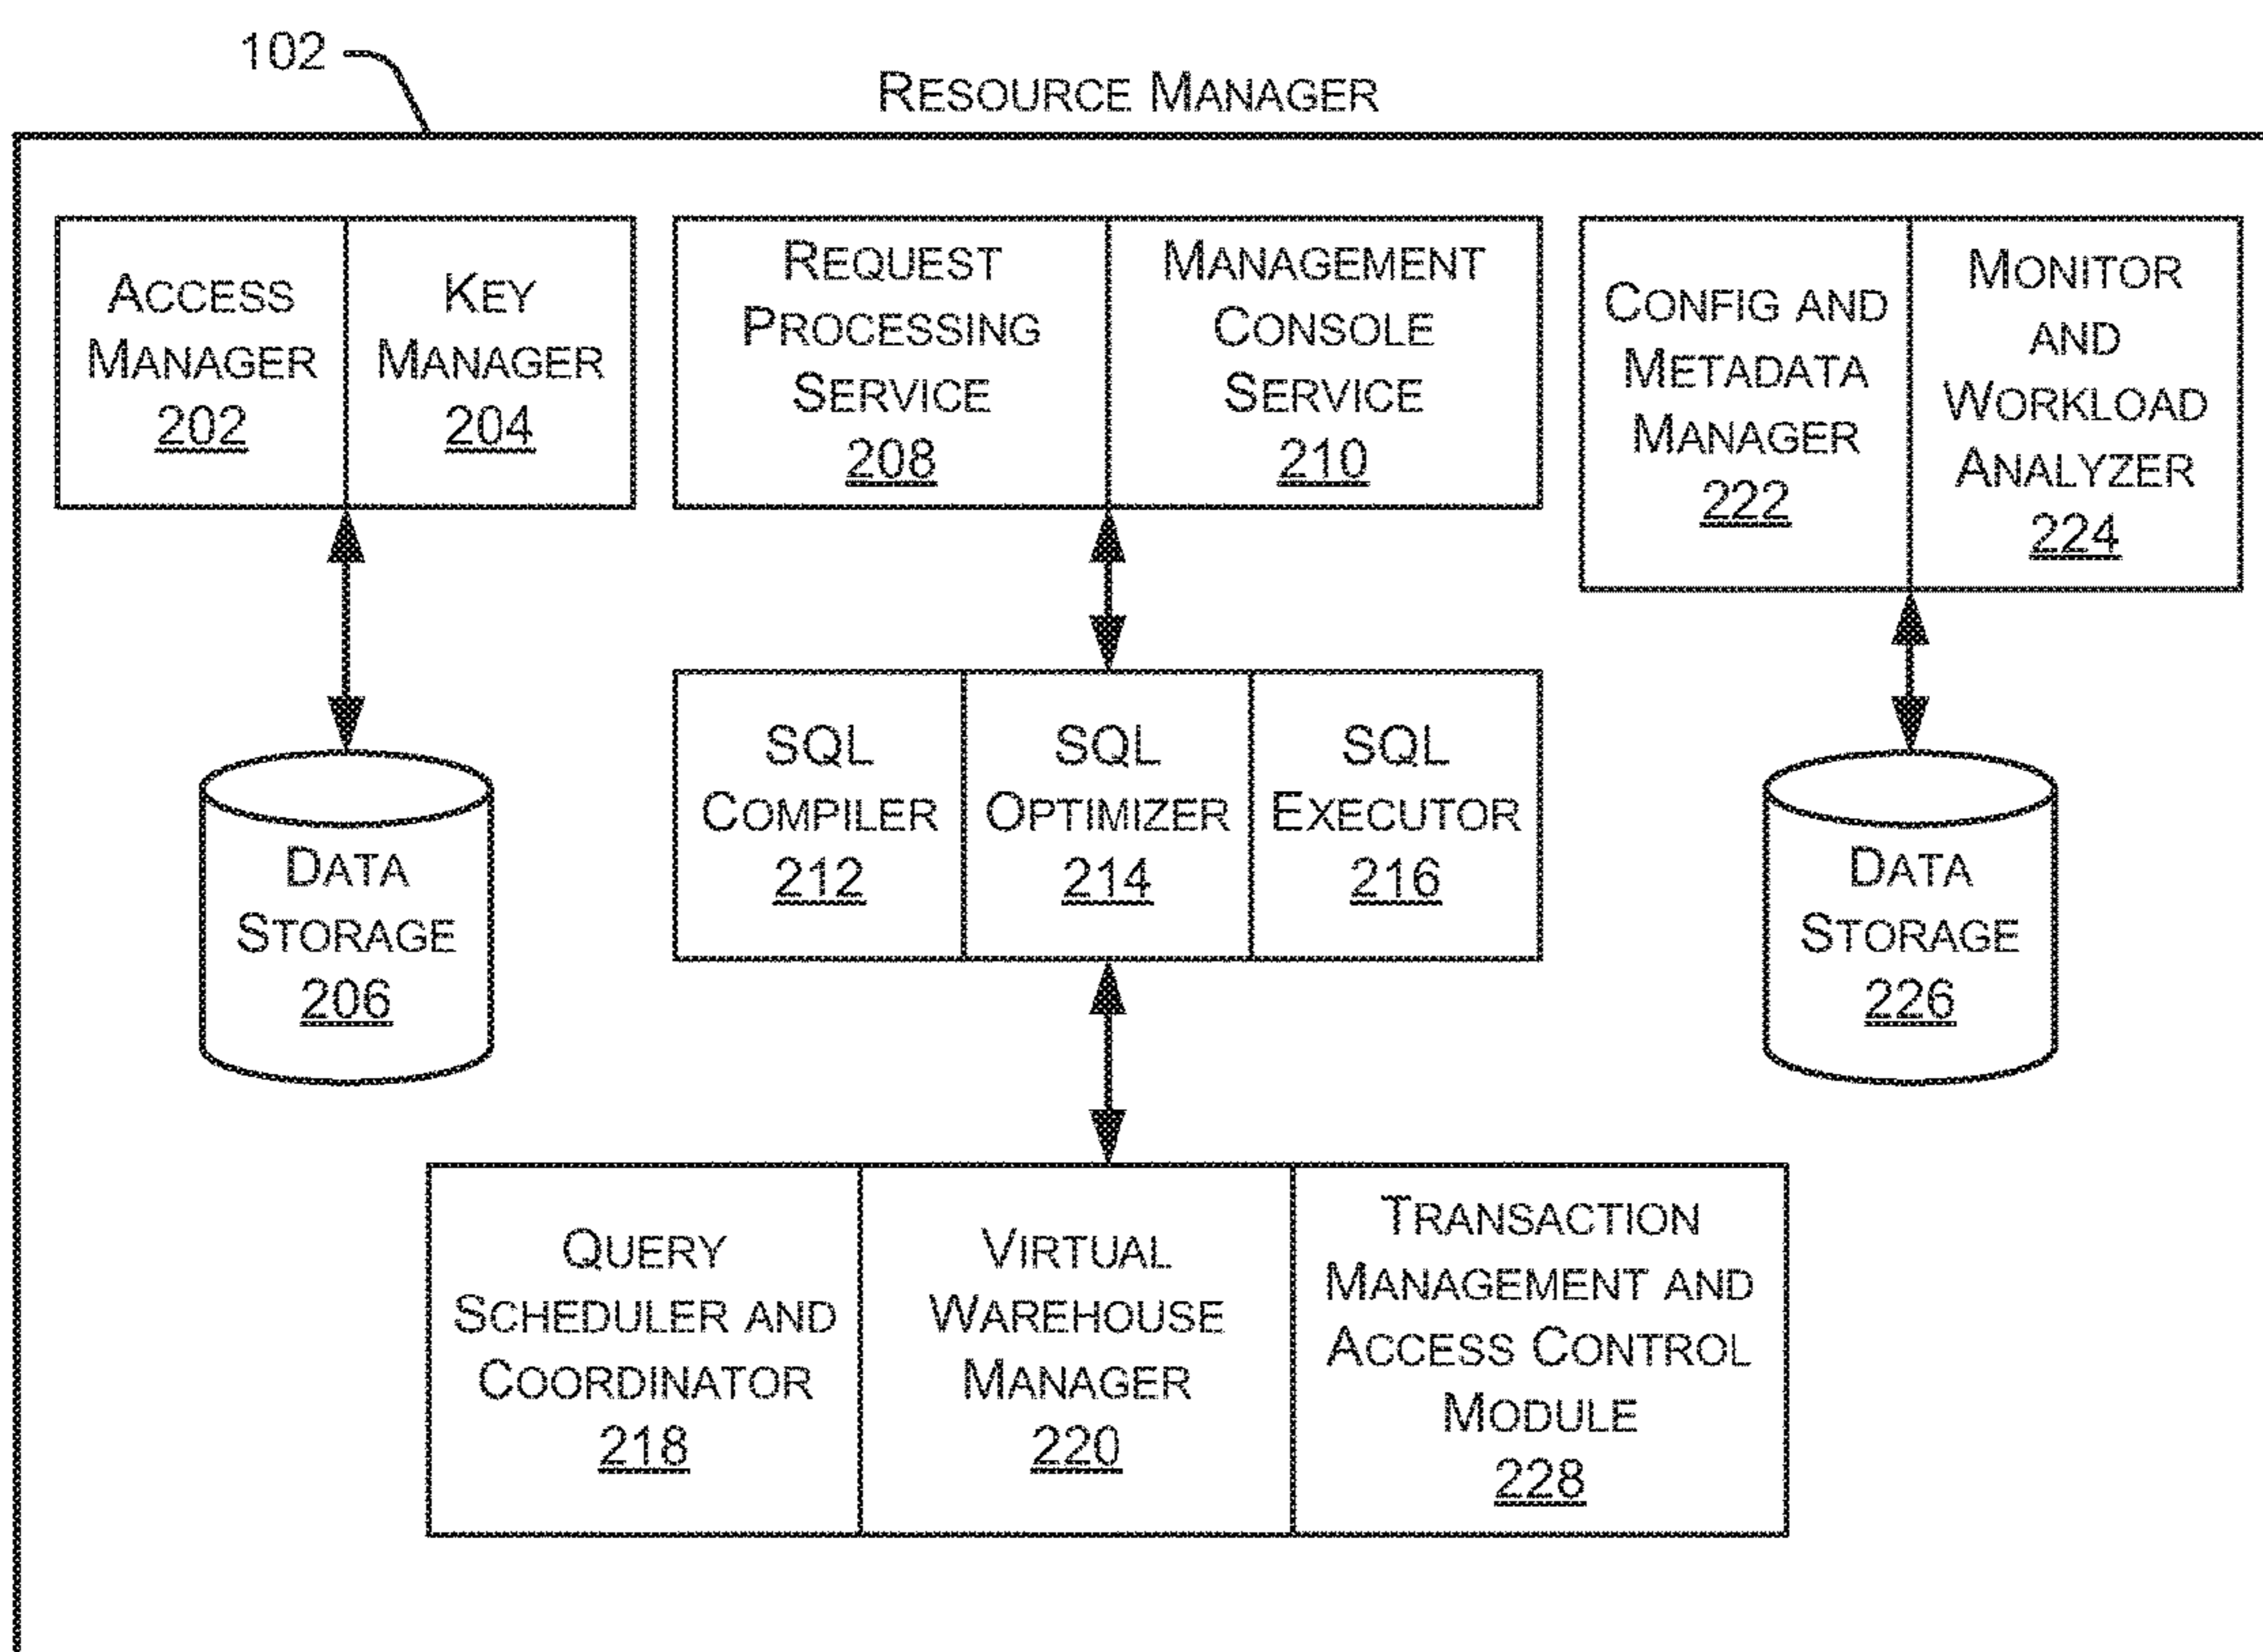 102
RESOURCE MANAGER
ACCESS
MANAGER
202
KEY
MANAGER
204
REQUEST
PROCESSING
SERVICE
208
MANAGEMENT
CONSOLE
SERVICE
210
CONFIG AND
METADATA
MANAGER
222
MONITOR
AND
WORKLOAD
ANALYZER
224
DATA
STORAGE
206
SQL
COMPILER
212
SQL
OPTIMIZER
214
SQL
EXECUTOR
216
DATA
STORAGE
226
QUERY
SCHEDULER AND
COORDINATOR
218
VIRTUAL
WAREHOUSE
MANAGER
220
TRANSACTION
MANAGEMENT AND
ACCESS CONTROL
MODULE
228